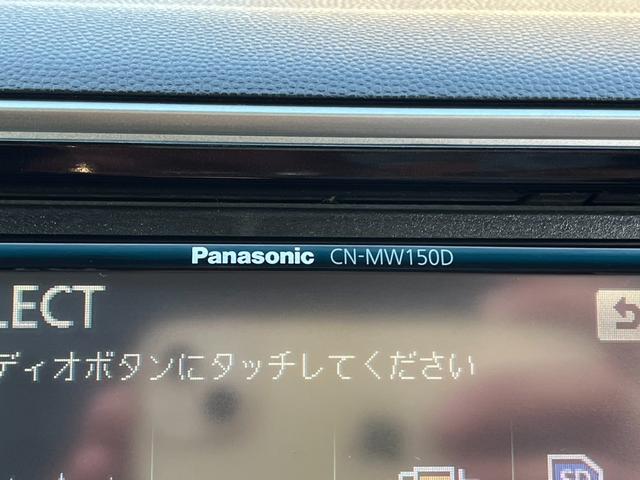 Panasonic CN-MW150D
LECT
ディオボタンにタッチしてください
SD